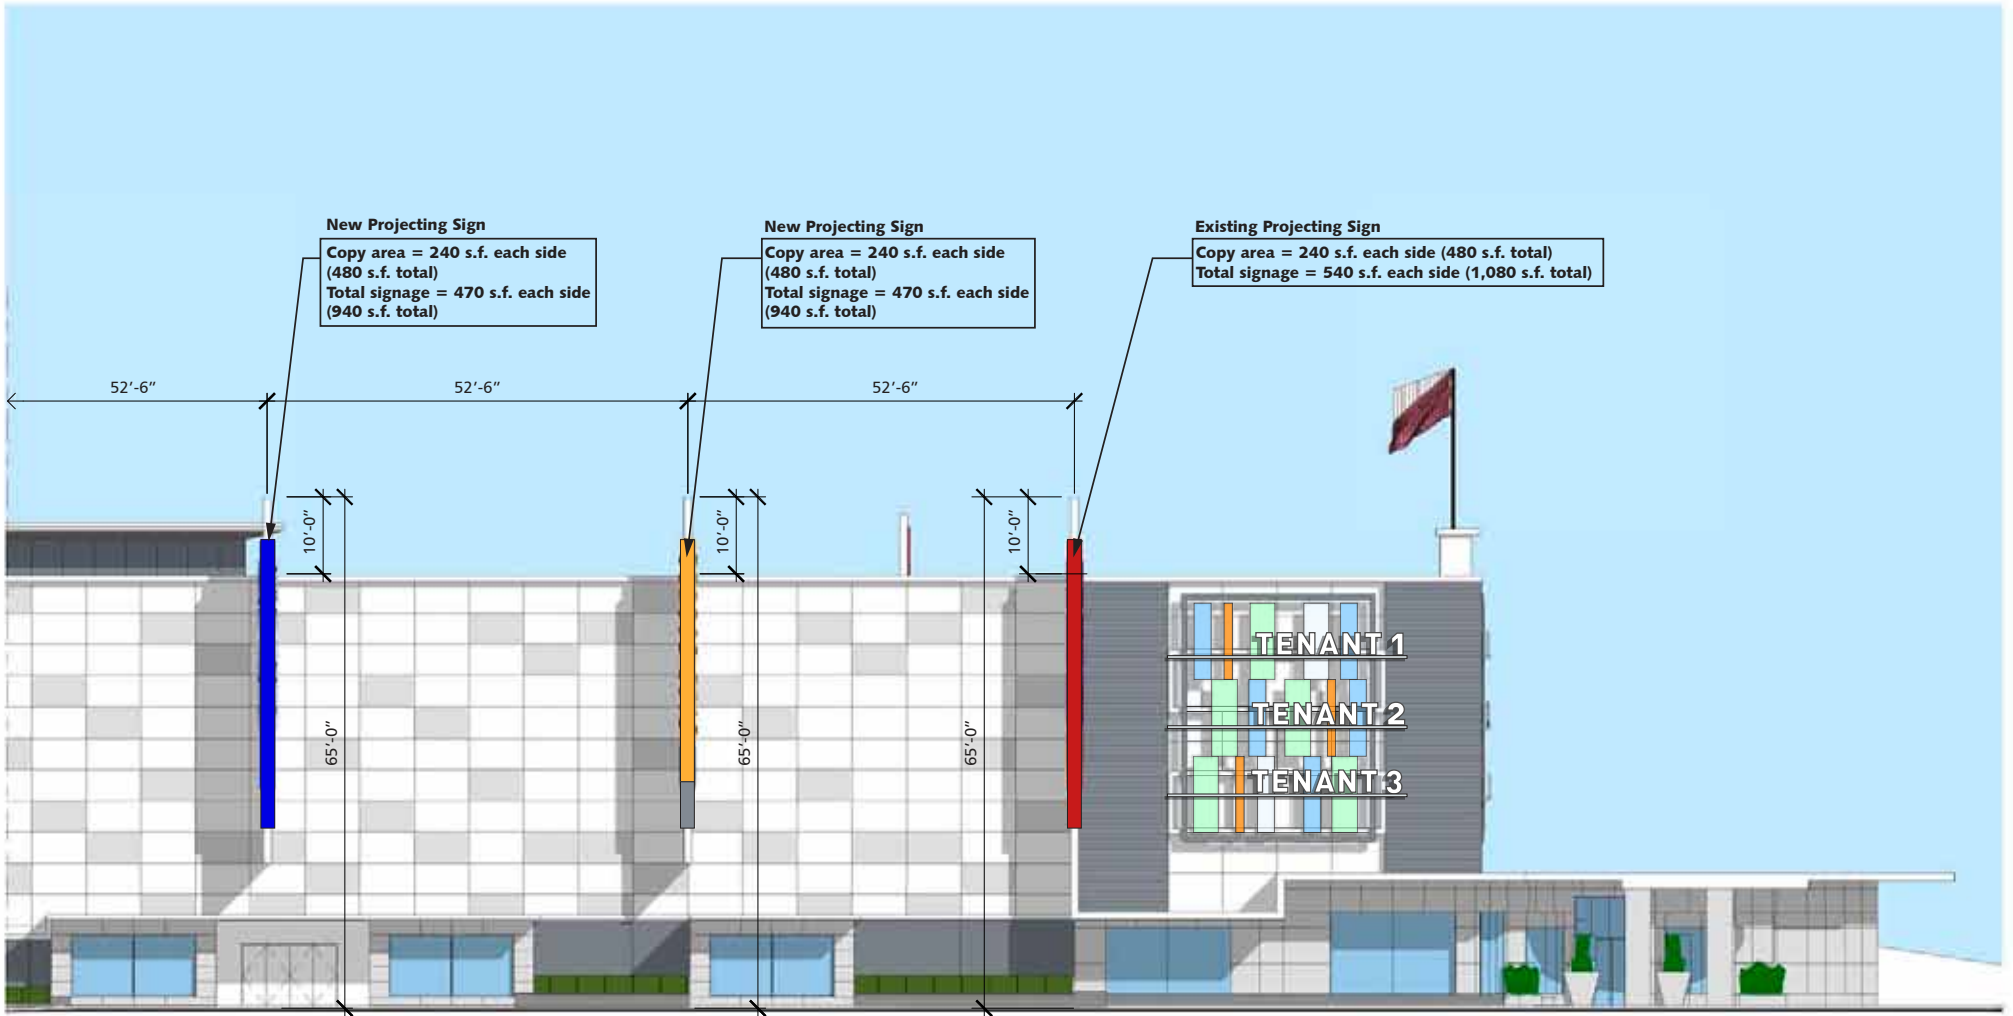 New Projecting Sign
Copy area = 240 s.f. each side
(480 s.f. total)
Total signage = 470 s.f. each side
(940 s.f. total)
New Projecting Sign
Copy area = 240 s.f. each side
(480 s.f. total)
Total signage = 470 s.f. each side
(940 s.f. total)
Existing Projecting Sign
Copy area = 240 s.f. each side (480 s.f. total)
Total signage = 540 s.f. each side (1,080 s.f. total)
52’-6”
52’-6”
52’-6”
10’-0”
10’-0”
10’-0”
65’-0”
65’-0”
65’-0”
TENANT 1
TENANT 2
TENANT 3